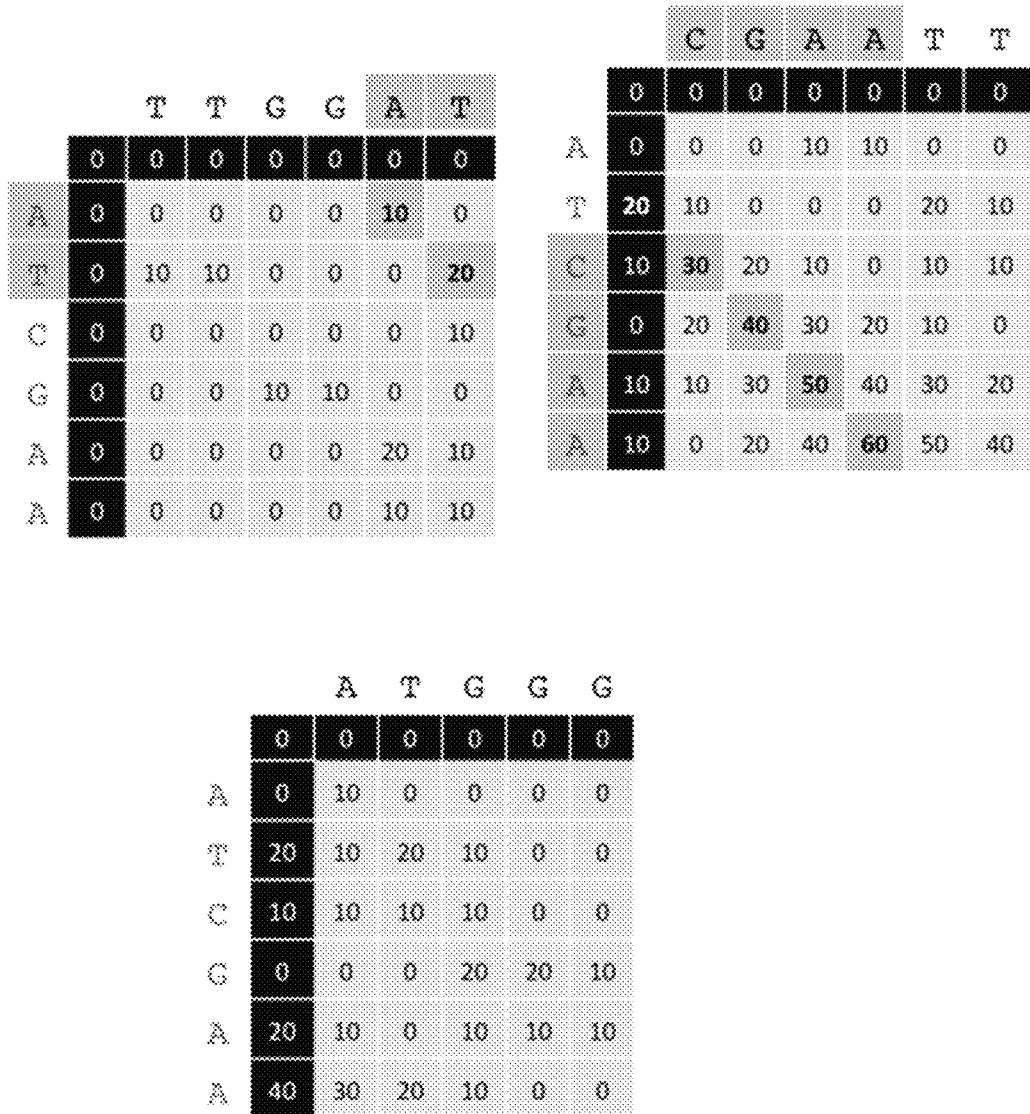 T T G G A T
0 0 0 0 0 0 0
A 0 0 0 0 0 10 0
T 0 10 10 0 0 0 20
C 0 0 0 0 0 0 10
G 0 0 0 10 10 0 0
A 0 0 0 0 0 20 10
A 0 0 0 0 0 10 10
C G A A T T
0 0 0 0 0 0 0
A 0 0 0 10 10 0 0
T 20 10 0 0 0 20 10
C 10 30 20 10 0 10 10
G 0 20 40 30 20 10 0
A 10 10 30 50 40 30 20
A 10 0 20 40 60 50 40
A T G G G
0 0 0 0 0 0
A 0 10 0 0 0 0
T 20 10 20 10 0 0
C 10 10 10 10 0 0
G 0 0 0 20 20 10
A 20 10 0 10 10 10
A 40 30 20 10 0 0